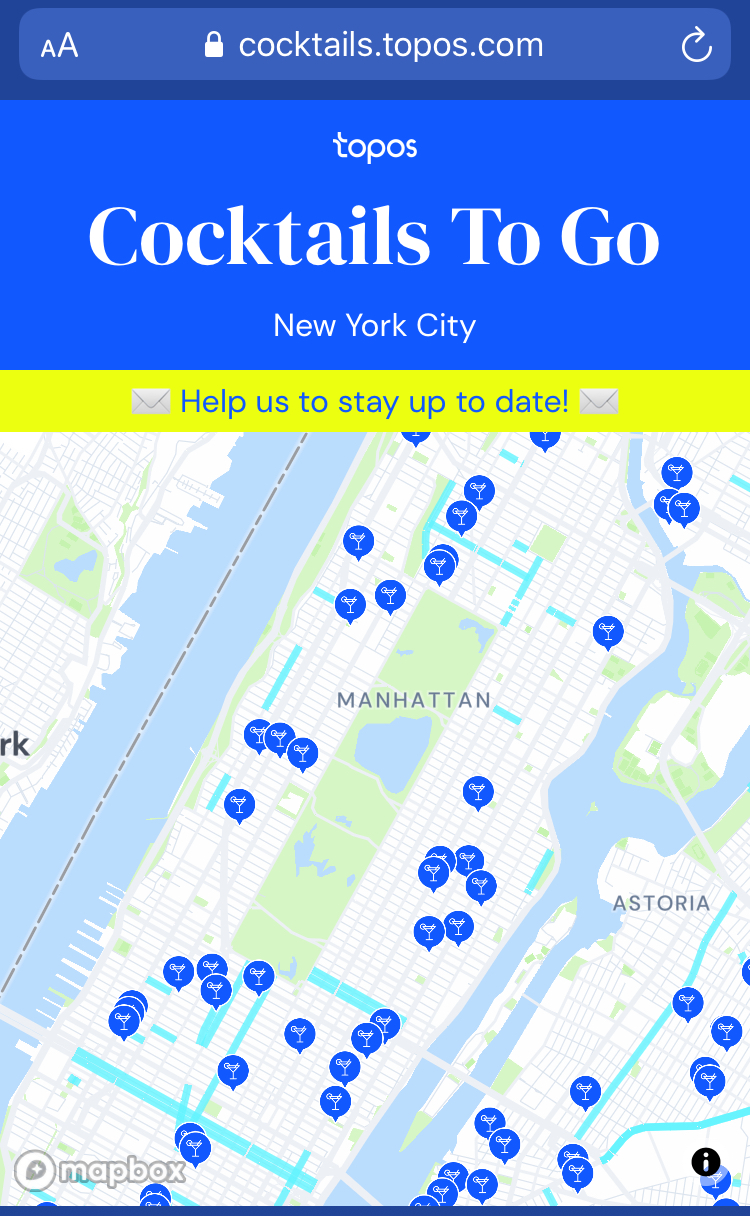 AA
cocktails.topos.com
topos
Cocktails To Go
New York City
Help us to stay up to date!
MANHATTAN
rk
ASTORIA
mapbox